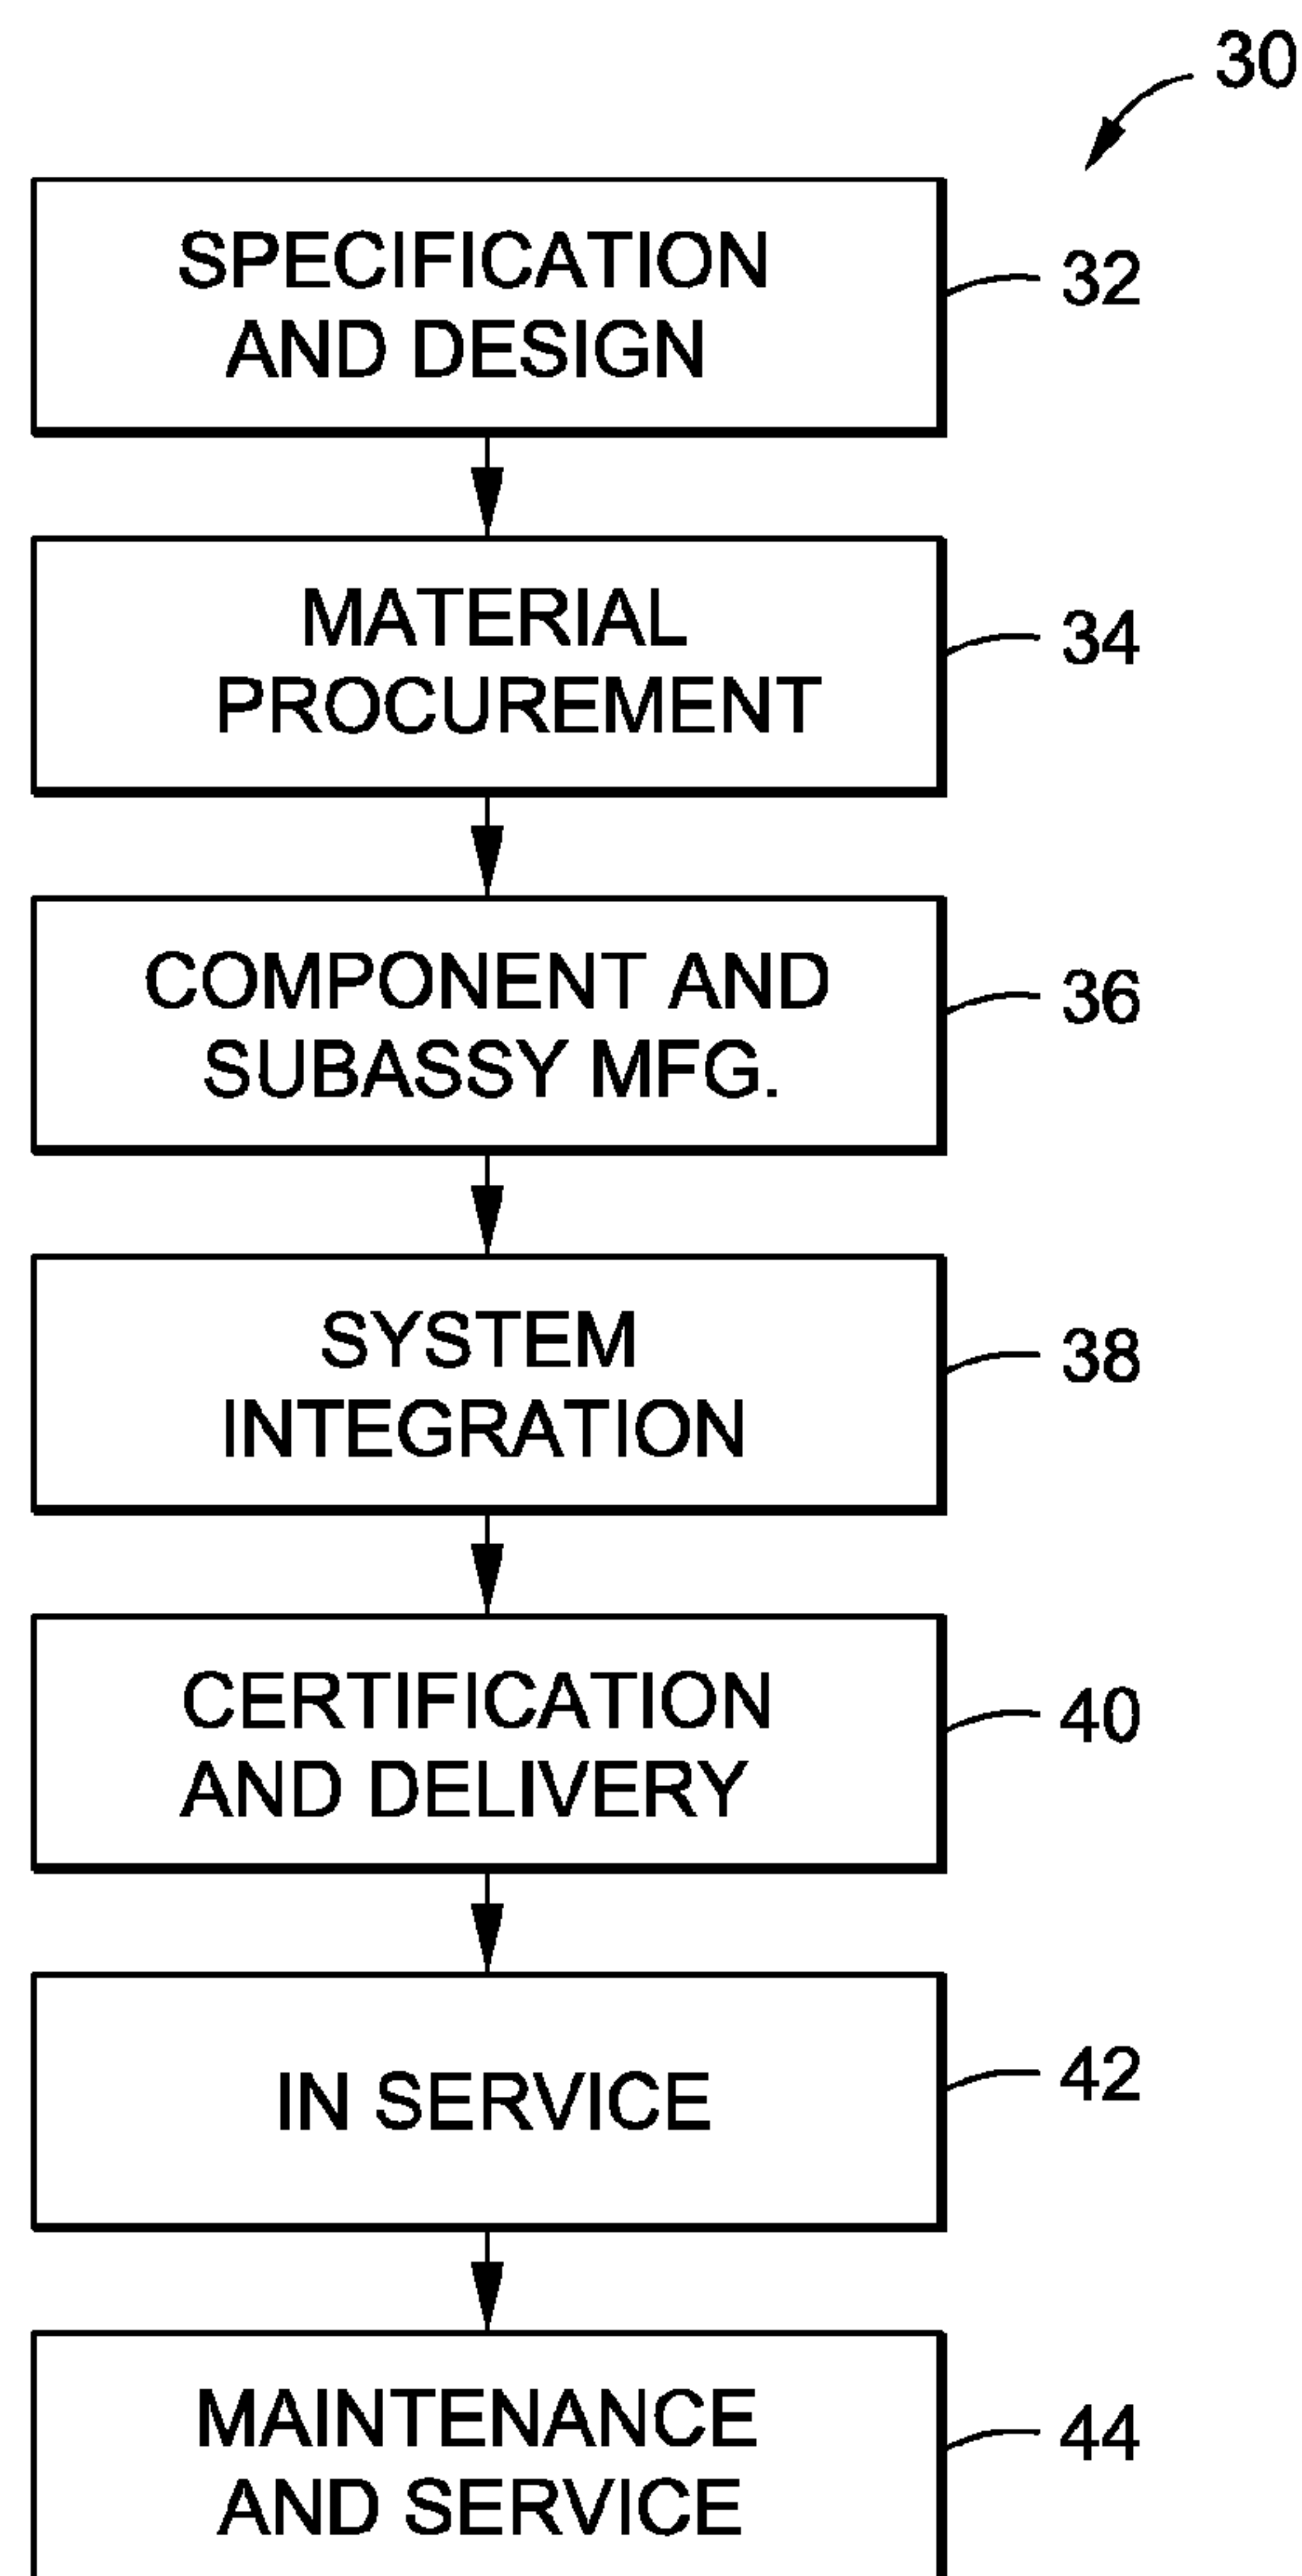 30
SPECIFICATION
AND DESIGN
32
MATERIAL
PROCUREMENT
34
COMPONENT AND
SUBASSY MFG.
36
SYSTEM
INTEGRATION
38
CERTIFICATION
AND DELIVERY
40
IN SERVICE
42
MAINTENANCE
AND SERVICE
44